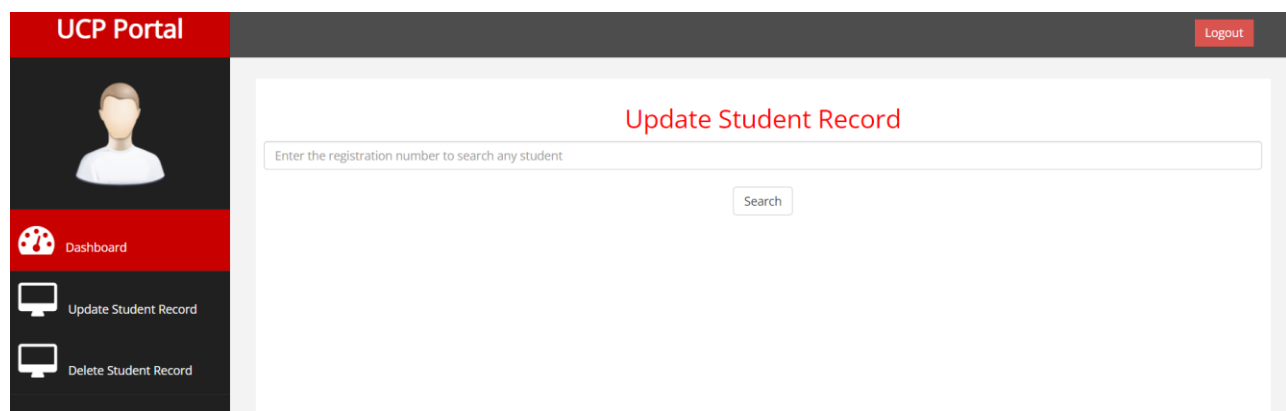 UCP Portal
Logout
Update Student Record
Enter the registration number to search any student
Search
Dashboard
Update Student Record
Delete Student Record